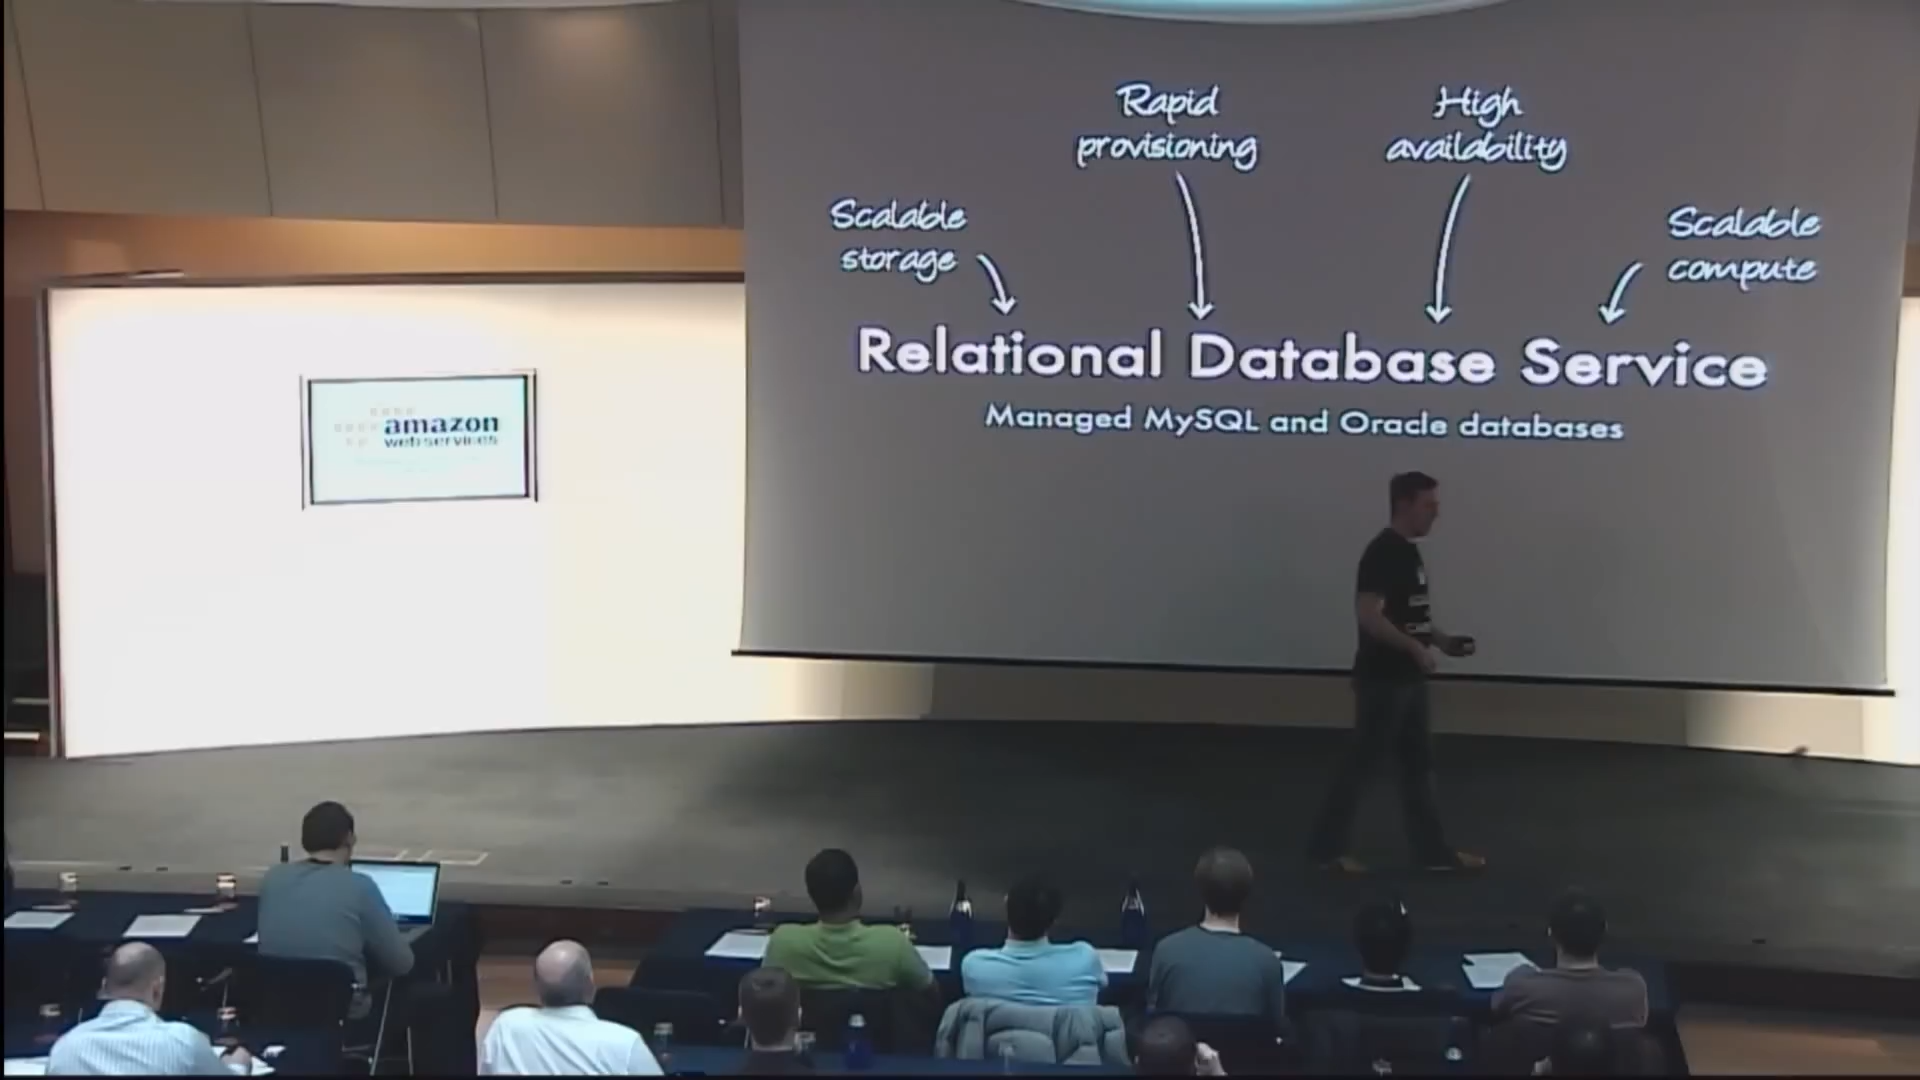 Rapid
provisioning
High
availability
Scalable
storage
Scalable
compute
Relational Database Service
Managed MySQL and Oracle databases
amazon
webservices